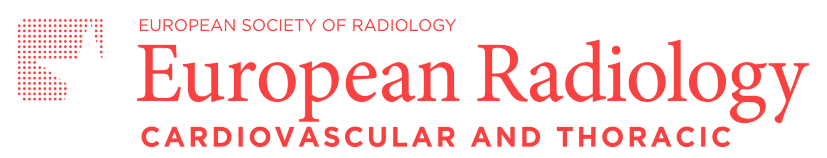 EUROPEAN SOCIETY OF RADIOLOGY
European Radiology
CARDIOVASCULAR AND THORACIC